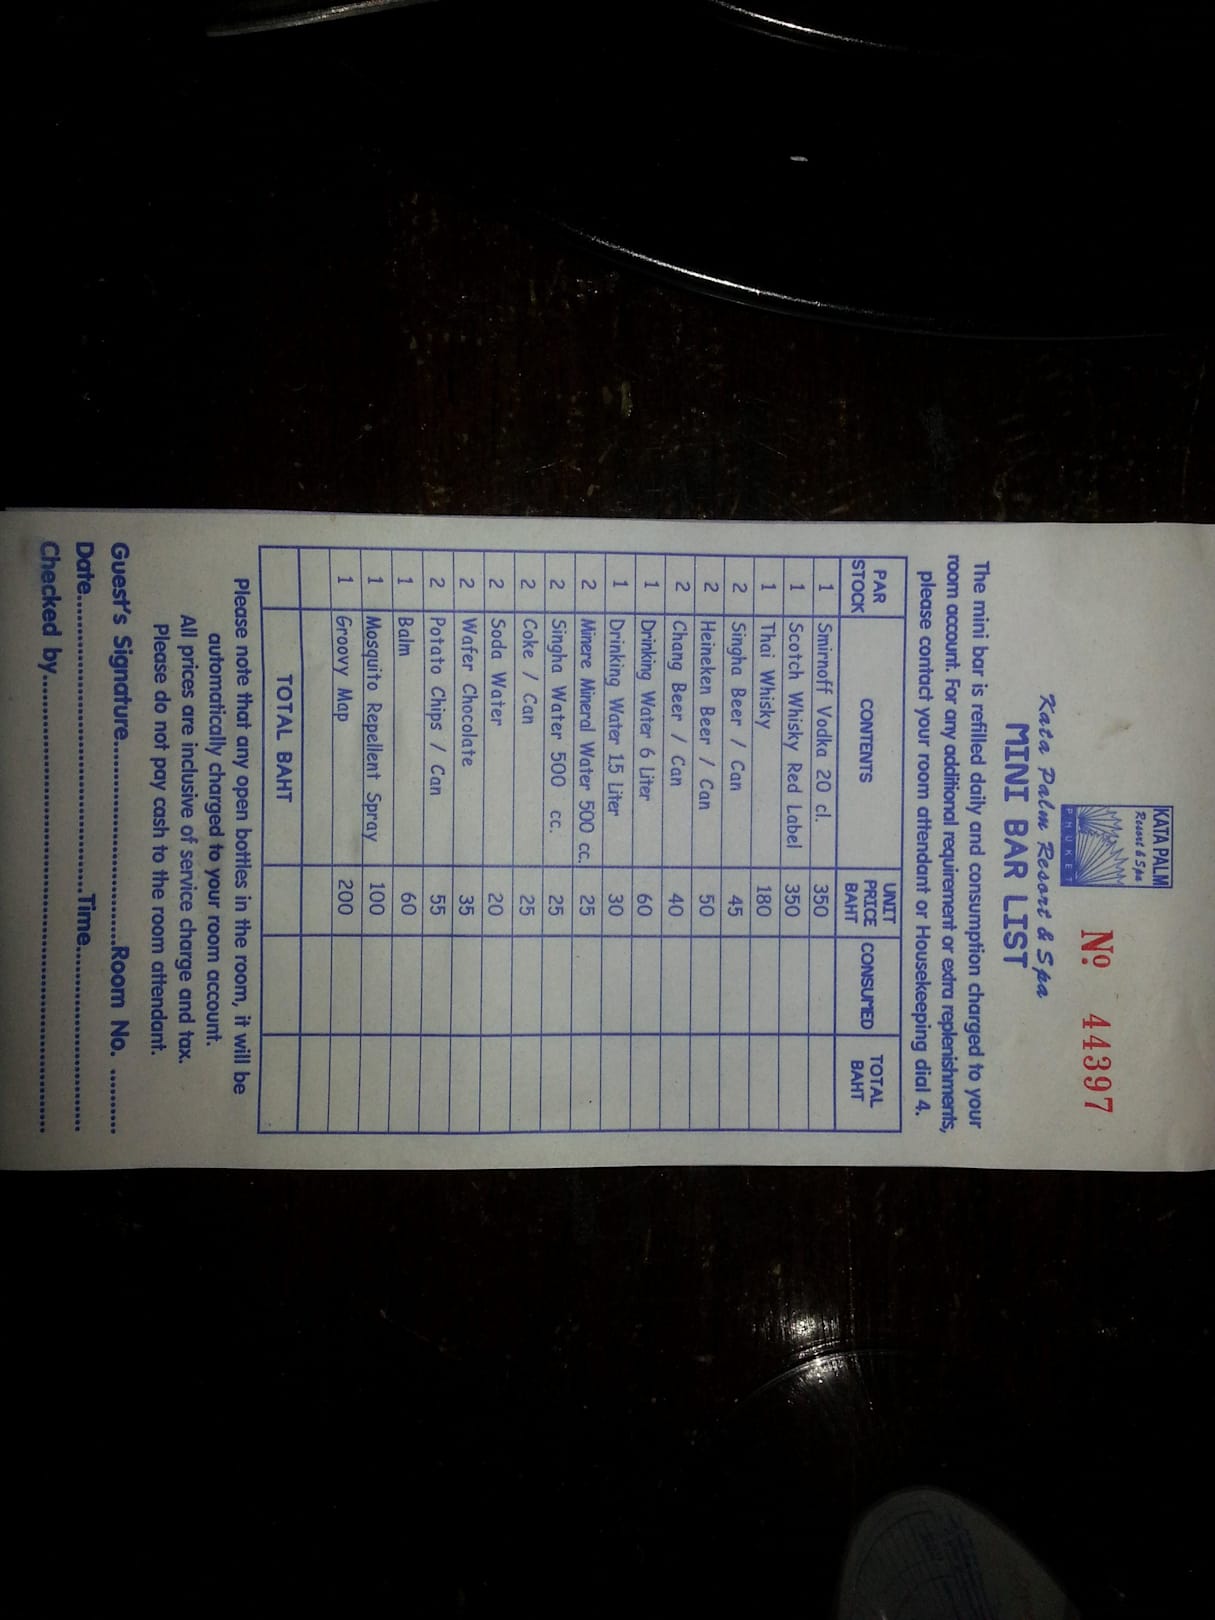 KATA PALM
Resort & Spa
PHUKET
Nº 44397
Kata Palm Resort & Spa
MINI BAR LIST
The mini bar is refilled daily and consumption charged to your
room account. For any additional requirement or extra replenishments,
please contact your room attendant or Housekeeping dial 4.
PAR STOCK CONTENTS UNIT PRICE BAHT CONSUMED TOTAL BAHT
1 Smirnoff Vodka 20 cl. 350
1 Scotch Whisky Red Label 350
1 Thai Whisky 180
2 Singha Beer / Can 45
2 Heineken Beer / Can 50
2 Chang Beer / Can 40
1 Drinking Water 6 Liter 60
1 Drinking Water 1.5 Liter 30
2 Minere Mineral Water 500 cc. 25
2 Singha Water 500 cc. 25
2 Coke / Can 25
2 Soda Water 20
2 Wafer Chocolate 35
2 Potato Chips / Can 55
1 Balm 60
1 Mosquito Repellent Spray 100
1 Groovy Map 200
TOTAL BAHT
Please note that any open bottles in the room, it will be
automatically charged to your room account.
All prices are inclusive of service charge and tax.
Please do not pay cash to the room attendant.
Guest's Signature..............................Room No. ..........
Date..............................Time....................
Checked by..................................................